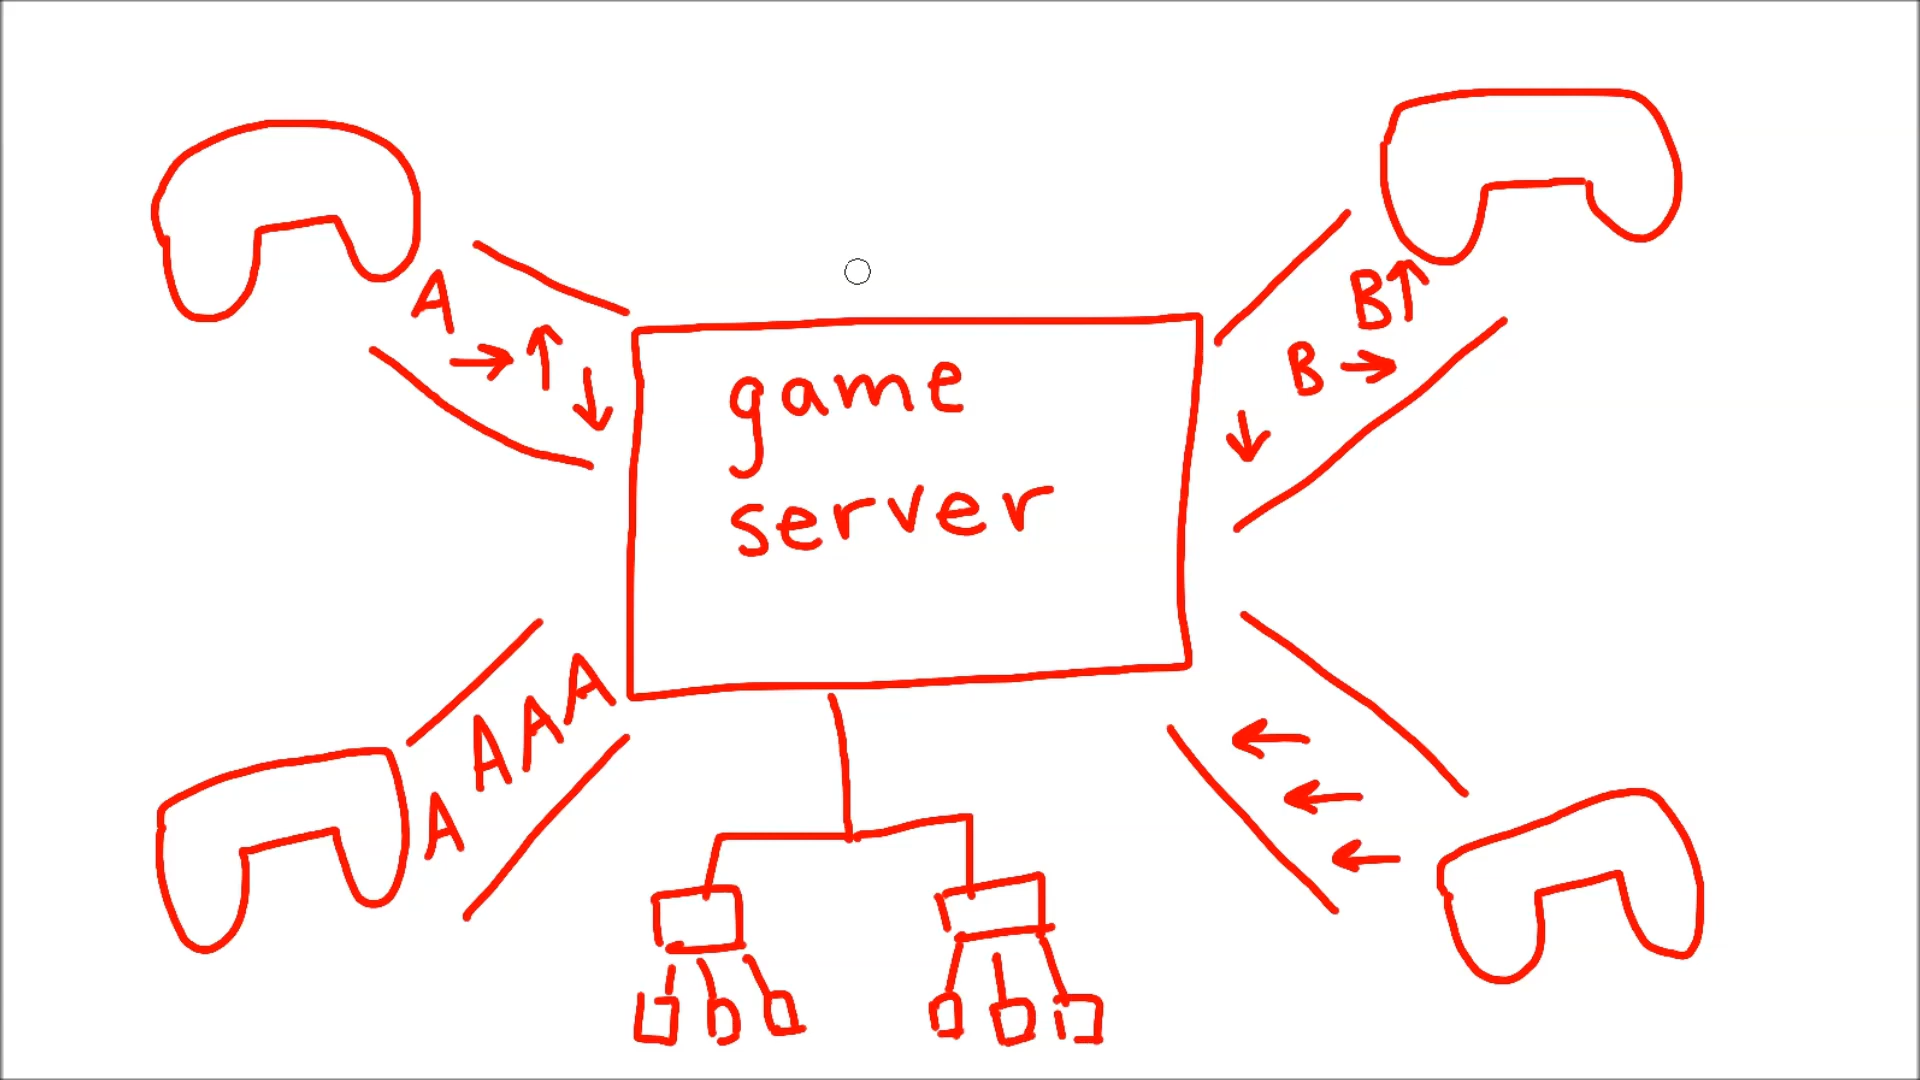 A
→ ↑ ↓
B ↑
B →
↓
game
server
A A A A
←
←
←